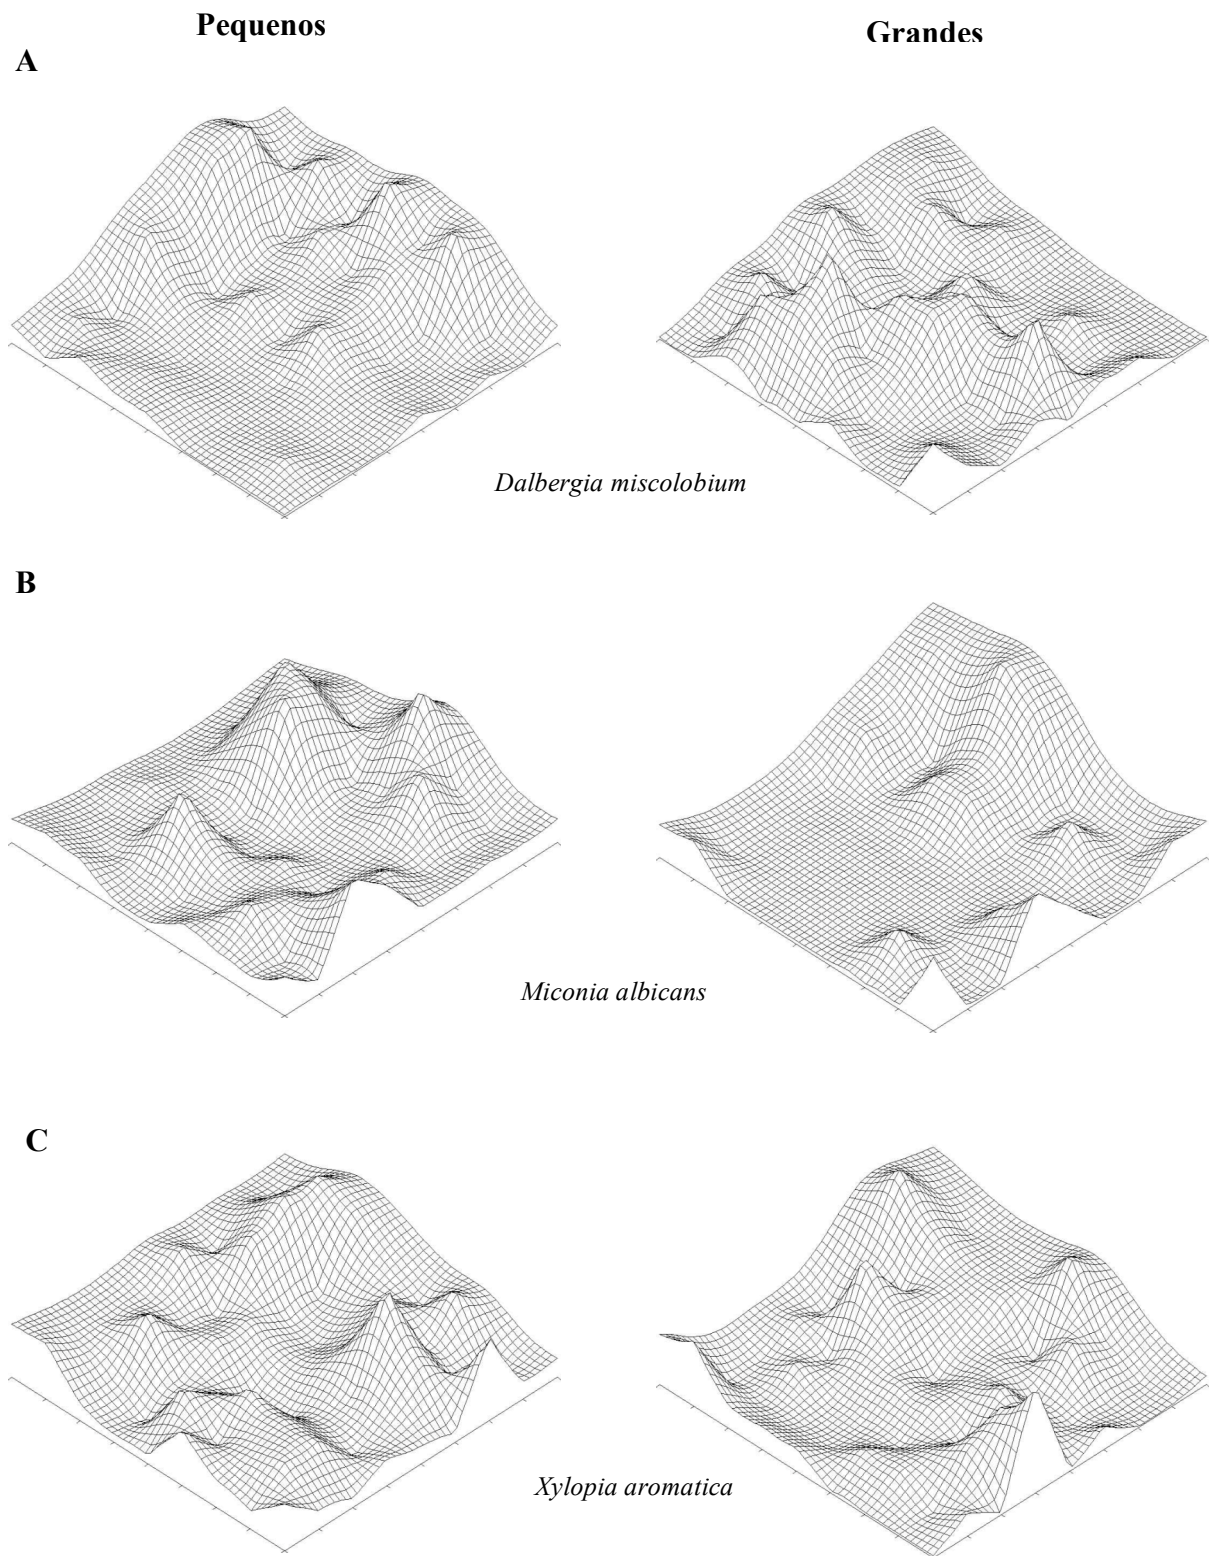 Pequenos
Grandes
A
Dalbergia miscolobium
B
Miconia albicans
C
Xylopia aromatica